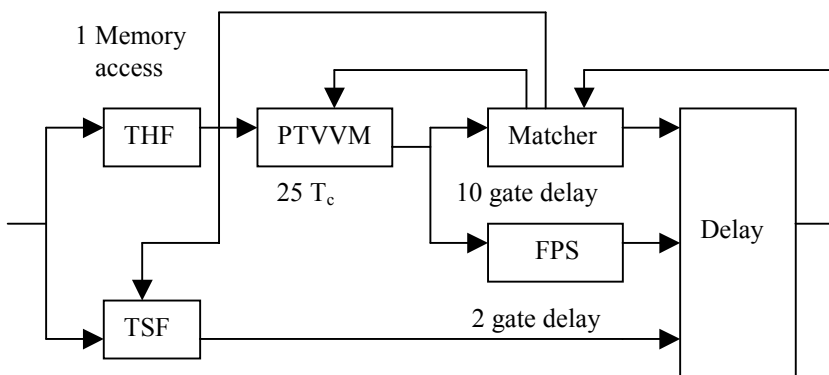 1 Memory
access
THF
PTVVM
Matcher
25 Tc
10 gate delay
Delay
FPS
TSF
2 gate delay